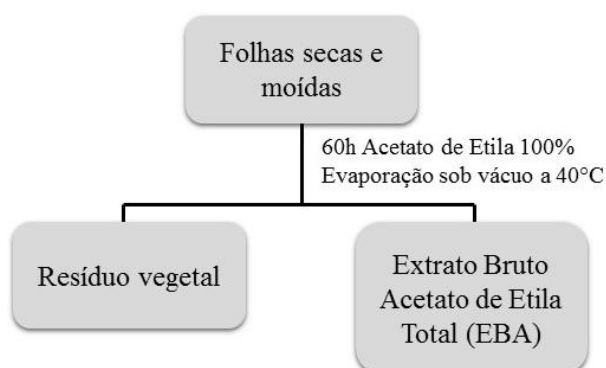 Folhas secas e
moídas
60h Acetato de Etila 100%
Evaporação sob vácuo a 40°C
Resíduo vegetal
Extrato Bruto
Acetato de Etila
Total (EBA)